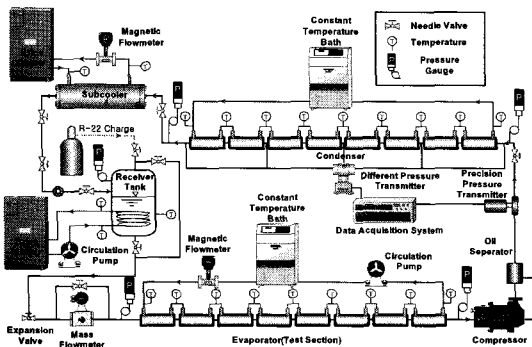 Magnetic
Flowmeter
Constant
Temperature
Bath
Needle Valve
T
Temperature
P
Pressure
Gauge
Subcooler
R-22 Charge
Receiver
Tank
Condenser
Different Pressure
Transmitter
Precision
Pressure
Transmitter
Data Acquisition System
Oil
Seperator
Constant
Temperature
Bath
Magnetic
Flowmeter
Circulation
Pump
Circulation
Pump
Expansion
Valve
Mass
Flowmeter
Evaporator(Test Section)
Compressor